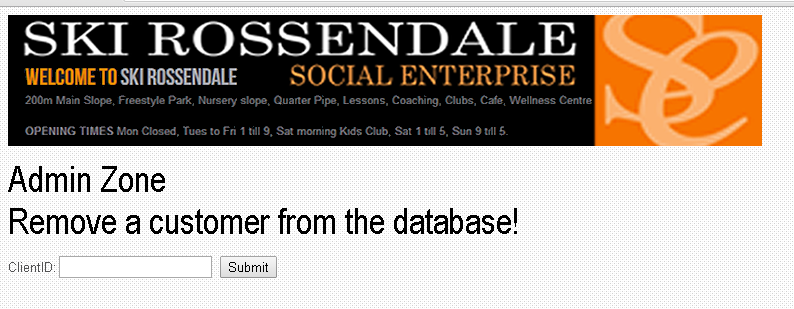 SKI ROSSENDALE
WELCOME TO SKI ROSSENDALE SOCIAL ENTERPRISE
200m Main Slope, Freestyle Park, Nursery slope, Quarter Pipe, Lessons, Coaching, Clubs, Cafe, Wellness Centre
OPENING TIMES Mon Closed, Tues to Fri 1 till 9, Sat morning Kids Club, Sat 1 till 5, Sun 9 till 5.
Admin Zone
Remove a customer from the database!
ClientID: Submit